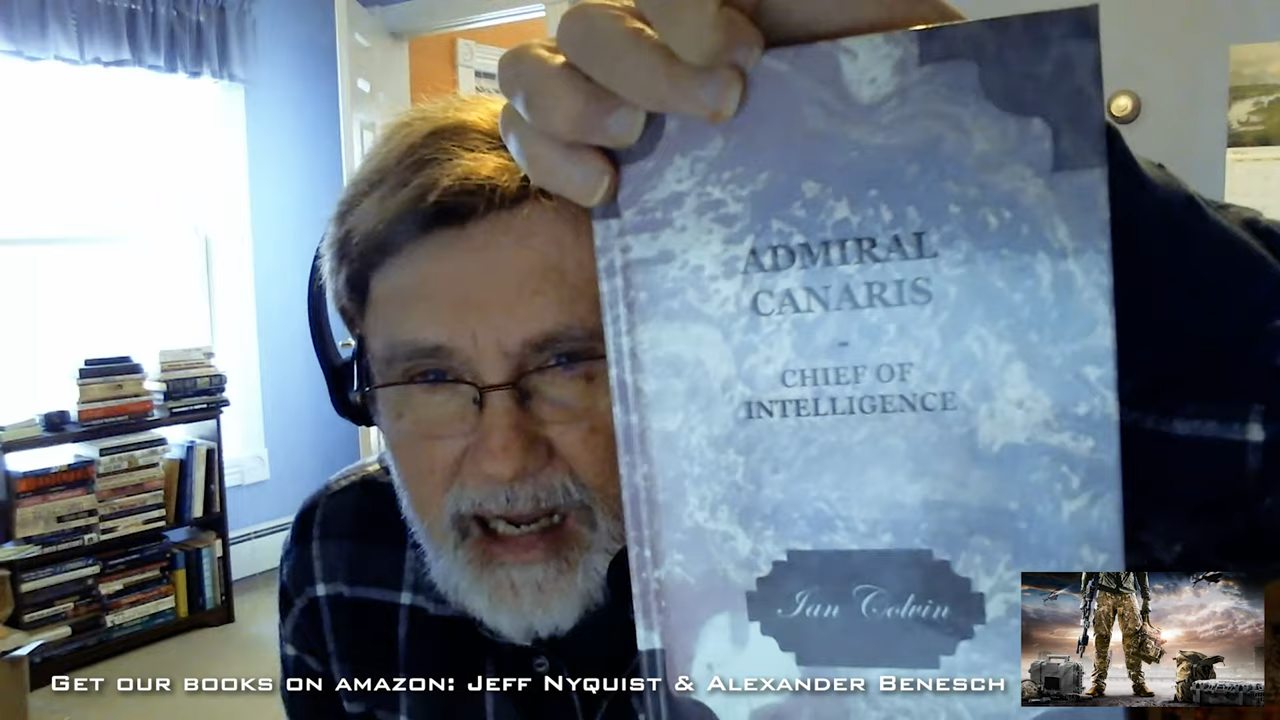 ADMIRAL
CANARIS
-
CHIEF OF
INTELLIGENCE
Ian Colvin
GET OUR BOOKS ON AMAZON: JEFF NYQUIST & ALEXANDER BENESCH